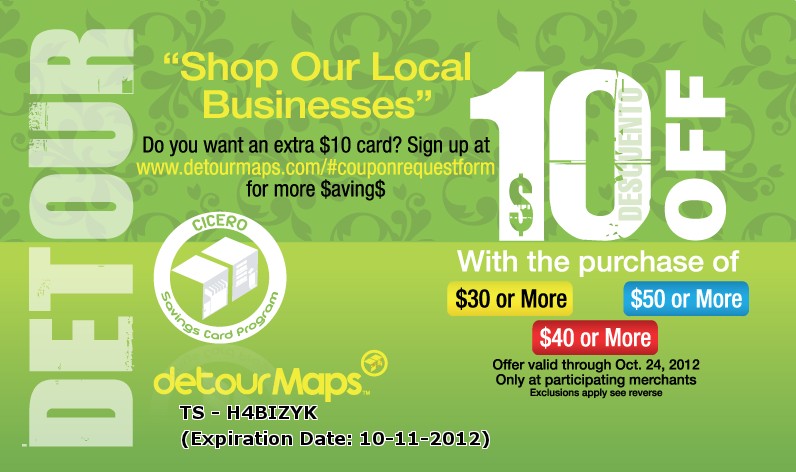 DETOUR
“Shop Our Local
Businesses”
Do you want an extra $10 card? Sign up at
www.detourmaps.com/#couponrequestform
for more $aving$
$10 OFF
DESCUENTO
CICERO
Savings Card Program
detourMaps™
With the purchase of
$30 or More
$50 or More
$40 or More
Offer valid through Oct. 24, 2012
Only at participating merchants
Exclusions apply see reverse
TS - H4BIZYK
(Expiration Date: 10-11-2012)